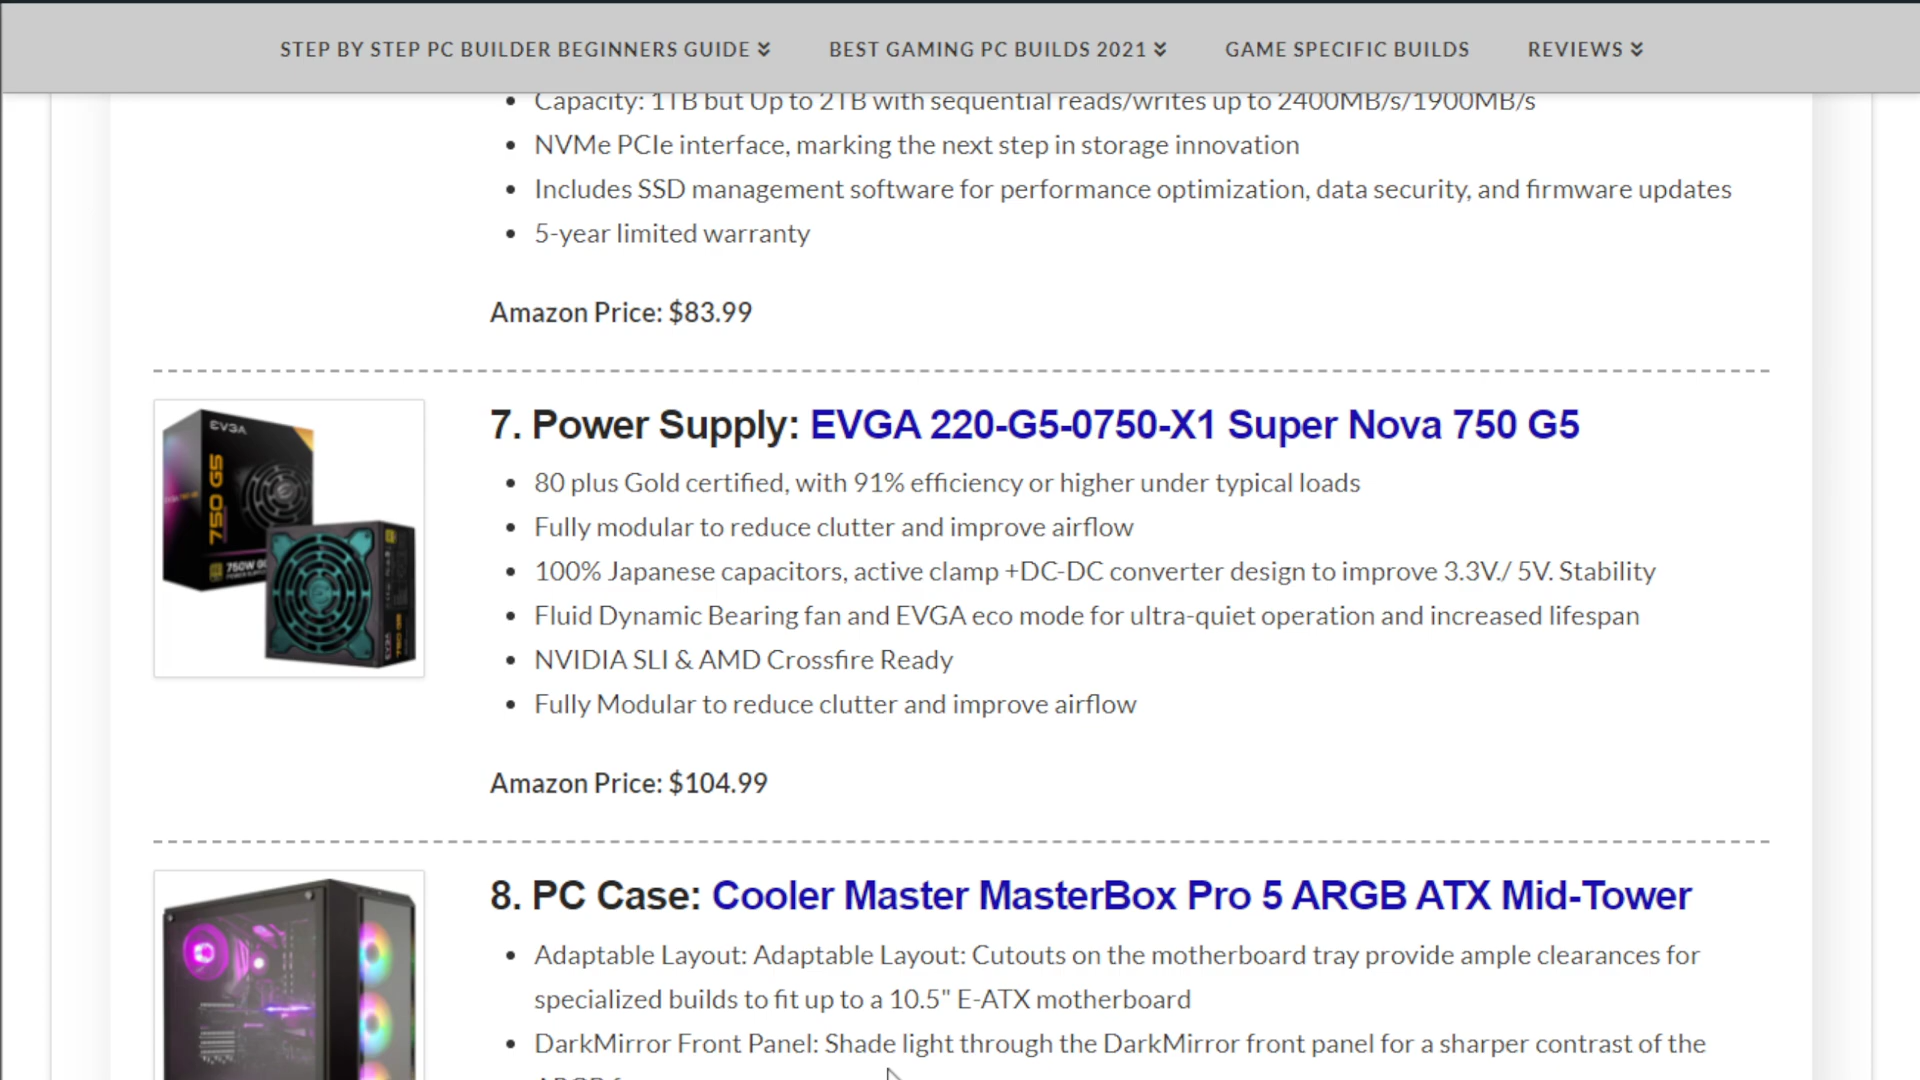 STEP BY STEP PC BUILDER BEGINNERS GUIDE BEST GAMING PC BUILDS 2021 GAME SPECIFIC BUILDS REVIEWS
Capacity: 1TB but Up to 2TB with sequential reads/writes up to 2400MB/s/1900MB/s
NVMe PCIe interface, marking the next step in storage innovation
Includes SSD management software for performance optimization, data security, and firmware updates
5-year limited warranty
Amazon Price: $83.99
EVGA
750 G5
750W
7. Power Supply: EVGA 220-G5-0750-X1 Super Nova 750 G5
80 plus Gold certified, with 91% efficiency or higher under typical loads
Fully modular to reduce clutter and improve airflow
100% Japanese capacitors, active clamp +DC-DC converter design to improve 3.3V./ 5V. Stability
Fluid Dynamic Bearing fan and EVGA eco mode for ultra-quiet operation and increased lifespan
NVIDIA SLI & AMD Crossfire Ready
Fully Modular to reduce clutter and improve airflow
Amazon Price: $104.99
8. PC Case: Cooler Master MasterBox Pro 5 ARGB ATX Mid-Tower
Adaptable Layout: Adaptable Layout: Cutouts on the motherboard tray provide ample clearances for
specialized builds to fit up to a 10.5" E-ATX motherboard
DarkMirror Front Panel: Shade light through the DarkMirror front panel for a sharper contrast of the